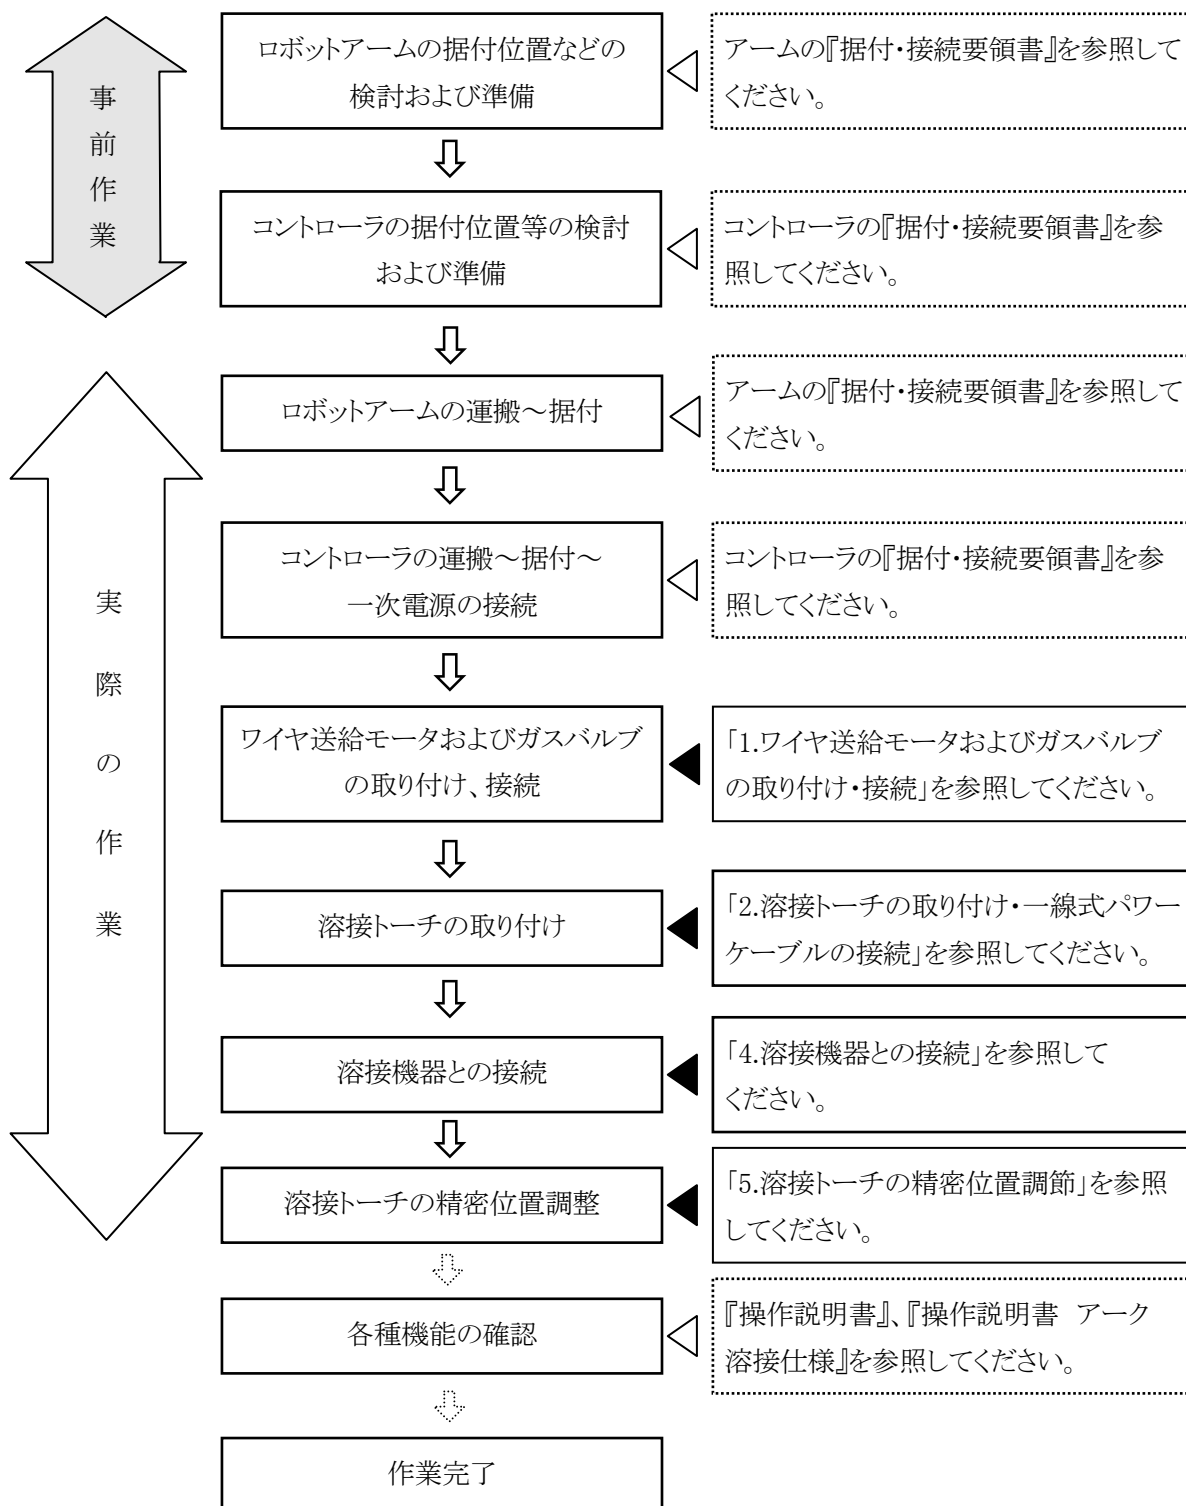 事前作業
ロボットアームの据付位置などの
検討および準備
アームの『据付・接続要領書』を参照して
ください。
コントローラの据付位置等の検討
および準備
コントローラの『据付・接続要領書』を参
照してください。
実際の作業
ロボットアームの運搬～据付
アームの『据付・接続要領書』を参照して
ください。
コントローラの運搬～据付～
一次電源の接続
コントローラの『据付・接続要領書』を参
照してください。
ワイヤ送給モータおよびガスバルブ
の取り付け、接続
「1.ワイヤ送給モータおよびガスバルブ
の取り付け・接続」を参照してください。
溶接トーチの取り付け
「2.溶接トーチの取り付け・一線式パワー
ケーブルの接続」を参照してください。
溶接機器との接続
「4.溶接機器との接続」を参照して
ください。
溶接トーチの精密位置調整
「5.溶接トーチの精密位置調節」を参照
してください。
各種機能の確認
『操作説明書』、『操作説明書　アーク
溶接仕様』を参照してください。
作業完了